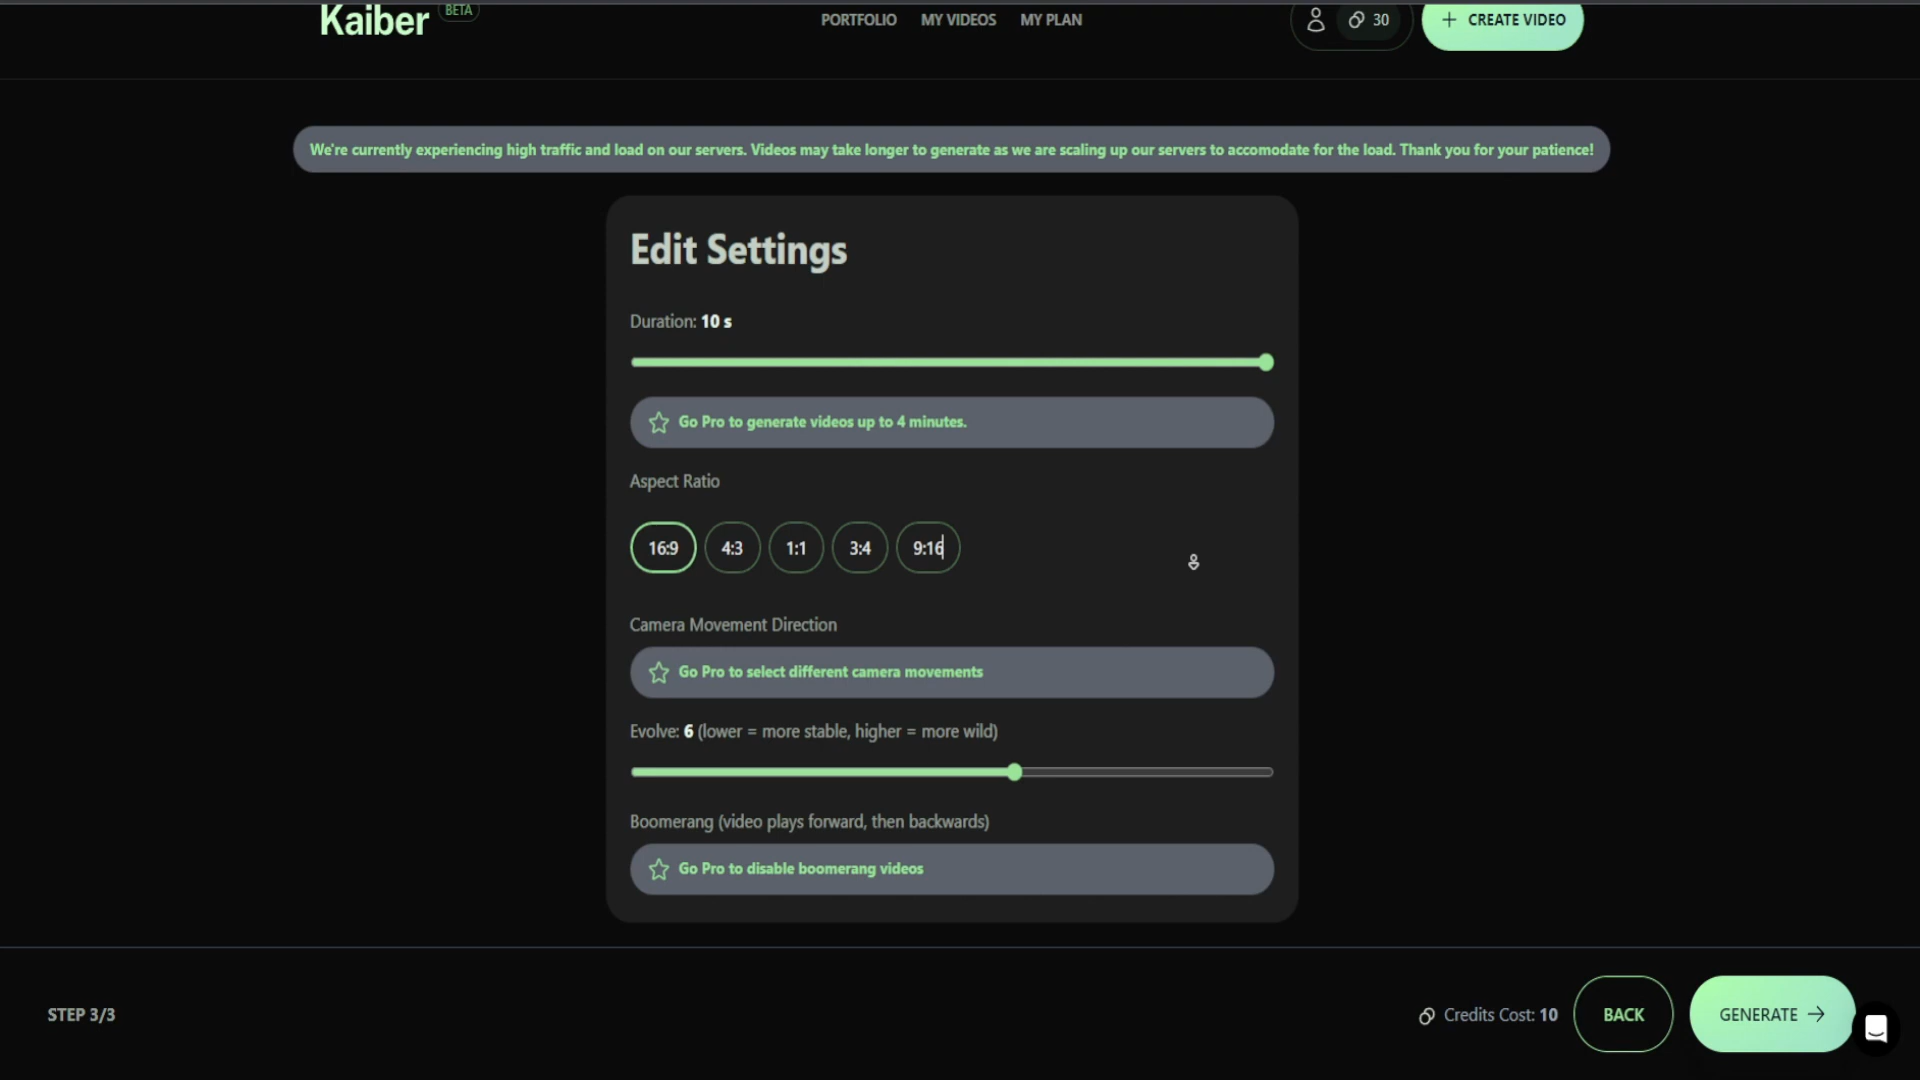 Kaiber BETA
PORTFOLIO MY VIDEOS MY PLAN
30
+ CREATE VIDEO
We're currently experiencing high traffic and load on our servers. Videos may take longer to generate as we are scaling up our servers to accomodate for the load. Thank you for your patience!
Edit Settings
Duration: 10 s
Go Pro to generate videos up to 4 minutes.
Aspect Ratio
16:9 4:3 1:1 3:4 9:16
Camera Movement Direction
Go Pro to select different camera movements
Evolve: 6 (lower = more stable, higher = more wild)
Boomerang (video plays forward, then backwards)
Go Pro to disable boomerang videos
STEP 3/3
Credits Cost: 10
BACK
GENERATE →